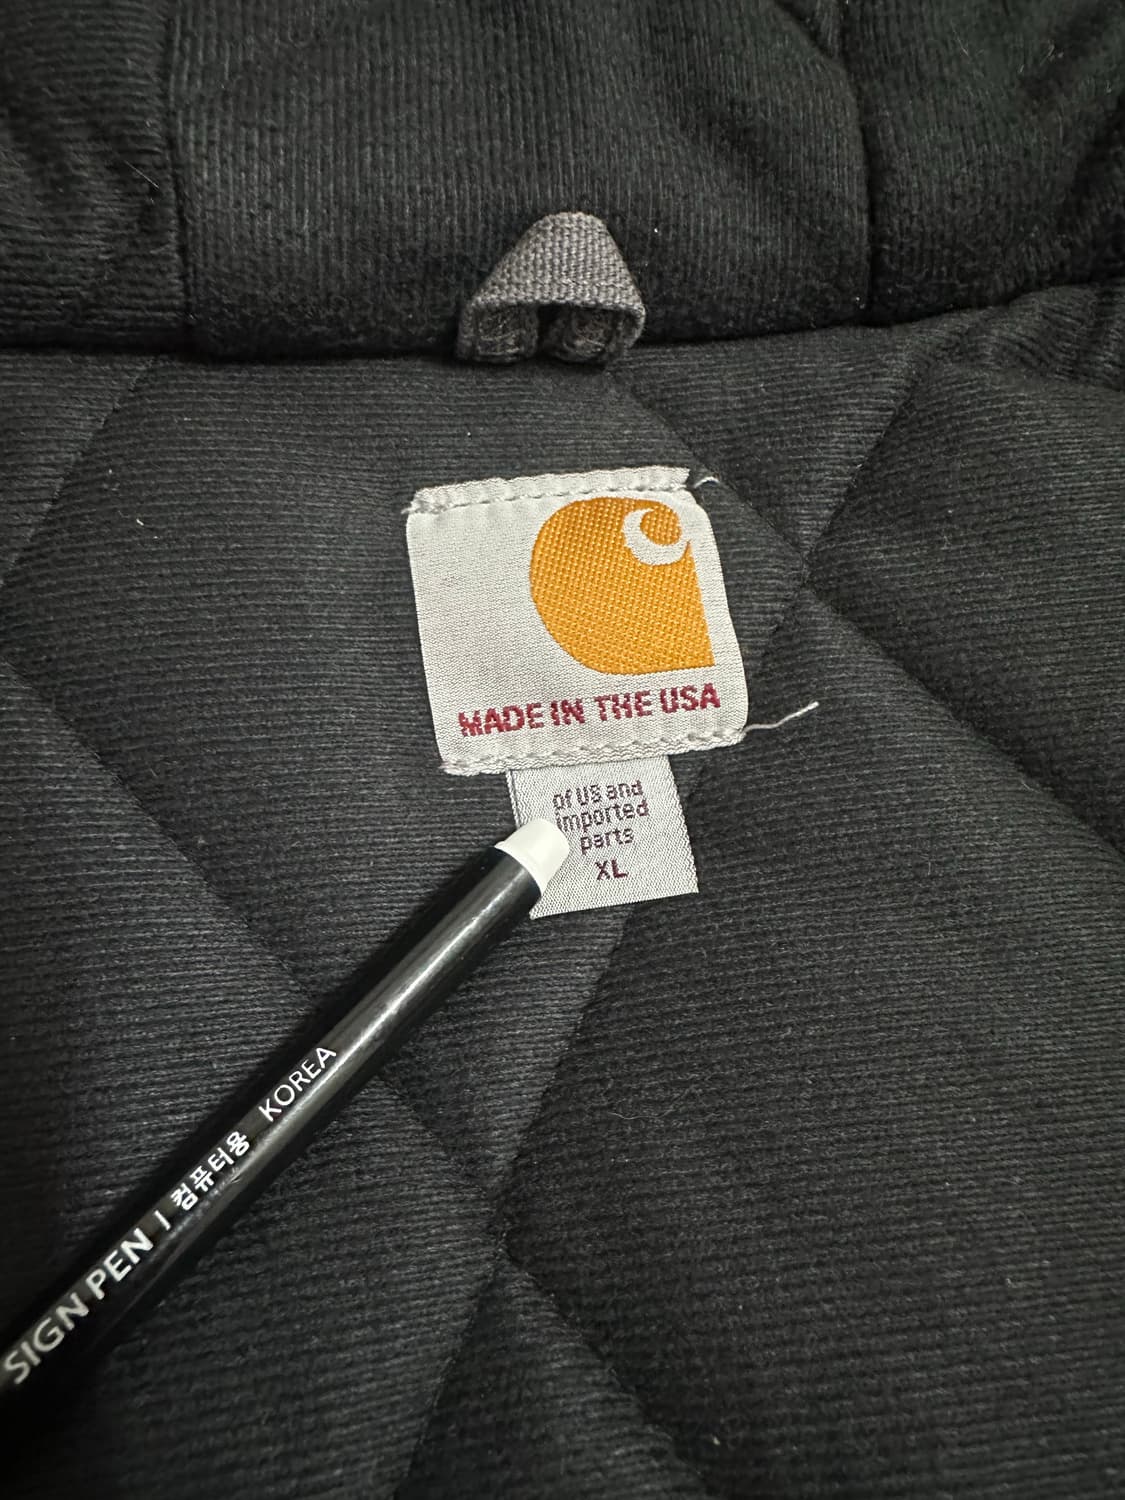 MADE IN THE USA
of US and
imported
parts
XL
SIGN PEN | 컴퓨터용 KOREA